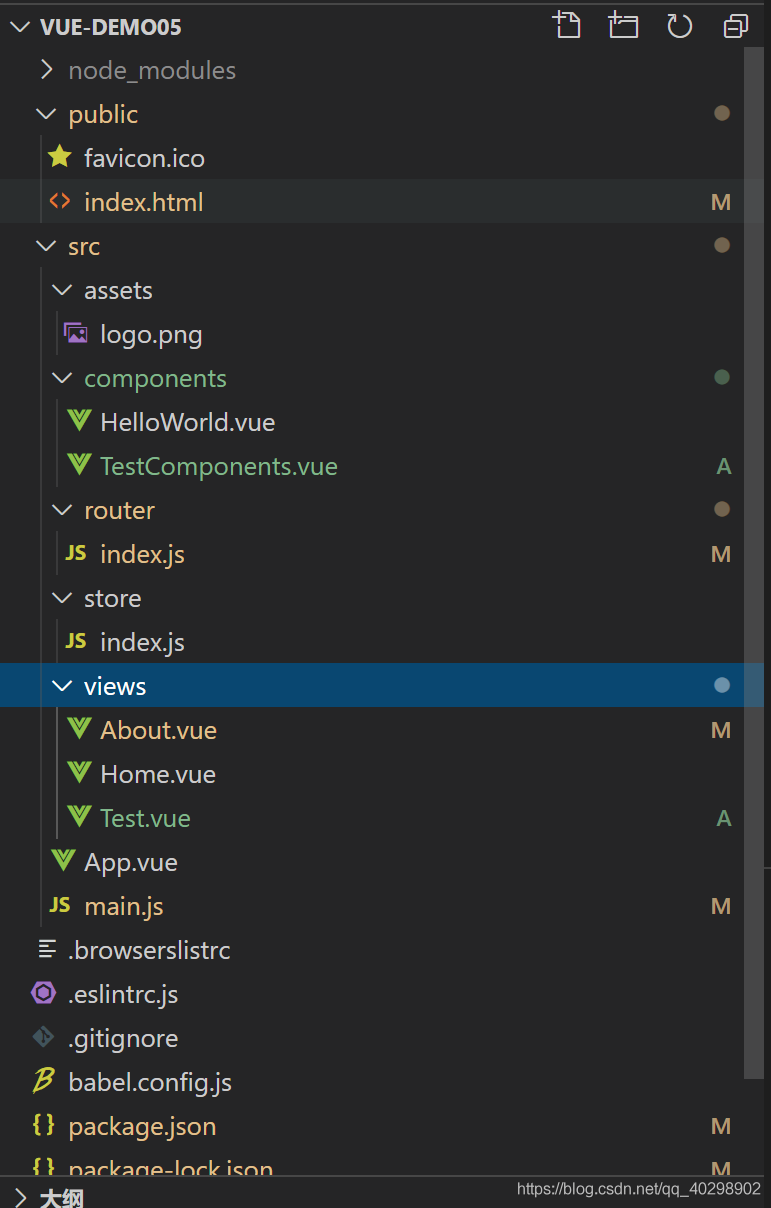 VUE-DEMO05
node_modules
public
favicon.ico
index.html M
src
assets
logo.png
components
HelloWorld.vue
TestComponents.vue A
router
JS index.js M
store
JS index.js
views
About.vue M
Home.vue
Test.vue A
App.vue
JS main.js M
.browserslistrc
.eslintrc.js
.gitignore
babel.config.js
{} package.json M
{} package-lock.json M
大纲
https://blog.csdn.net/qq_40298902